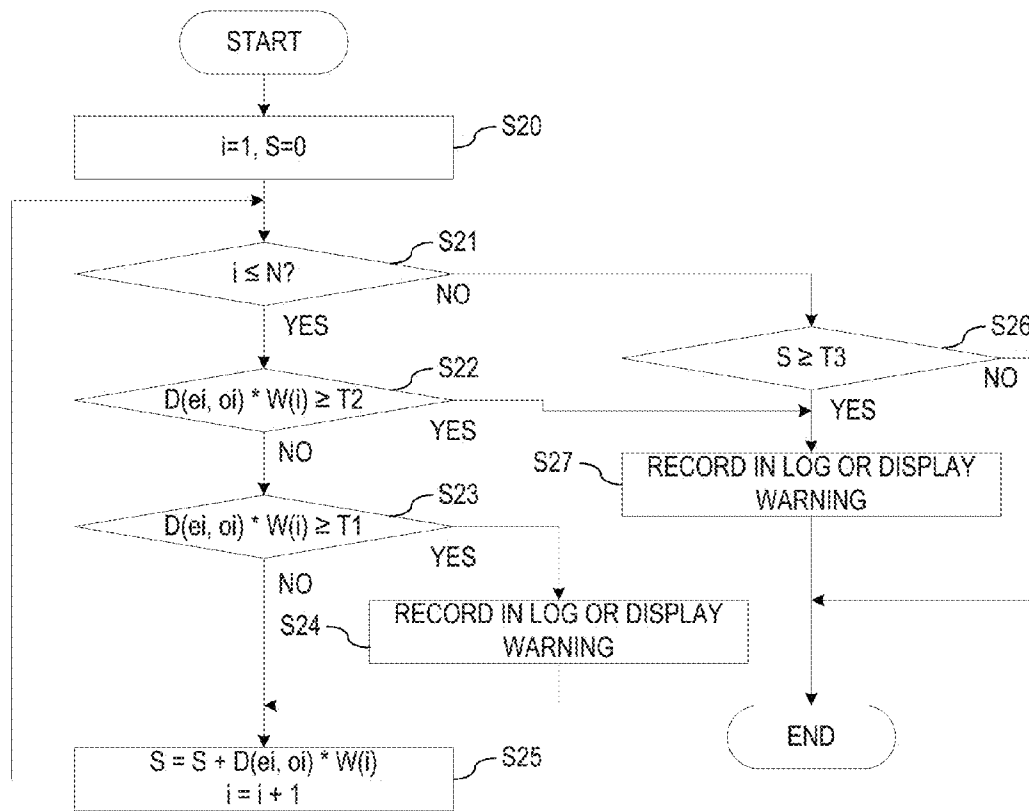 START
i=1, S=0
S20
i ≤ N?
S21
NO
YES
S ≥ T3
S26
NO
YES
D(ei, oi) * W(i) ≥ T2
S22
YES
NO
S27
RECORD IN LOG OR DISPLAY
WARNING
D(ei, oi) * W(i) ≥ T1
S23
YES
NO
S24
RECORD IN LOG OR DISPLAY
WARNING
END
S = S + D(ei, oi) * W(i)
i = i + 1
S25